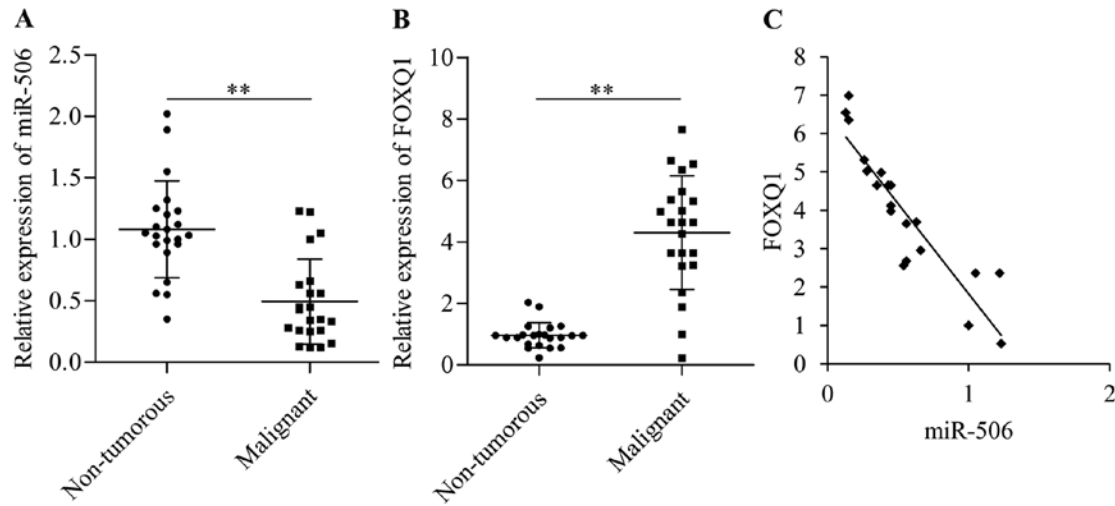 A
Relative expression of miR-506
2.5
2.0
1.5
1.0
0.5
0.0
**
Non-tumorous
Malignant
B
Relative expression of FOXQ1
10
8
6
4
2
0
**
Non-tumorous
Malignant
C
FOXQ1
8
7
6
5
4
3
2
1
0
0
1
2
miR-506